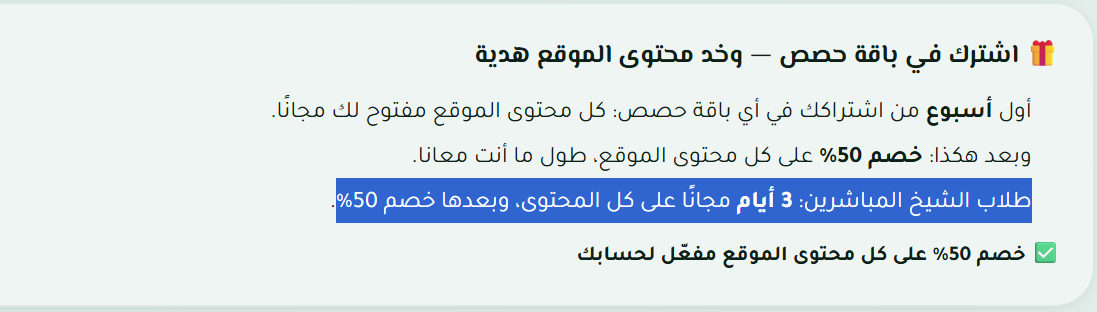 🎁 اشترك في باقة حصص — وخد محتوى الموقع هدية
أول أسبوع من اشتراكك في أي باقة حصص: كل محتوى الموقع مفتوح لك مجانًا.
وبعد هكذا: خصم 50% على كل محتوى الموقع، طول ما أنت معانا.
طلاب الشيخ المباشرين: 3 أيام مجانًا على كل المحتوى، وبعدها خصم 50%.
✅ خصم 50% على كل محتوى الموقع مفعّل لحسابك